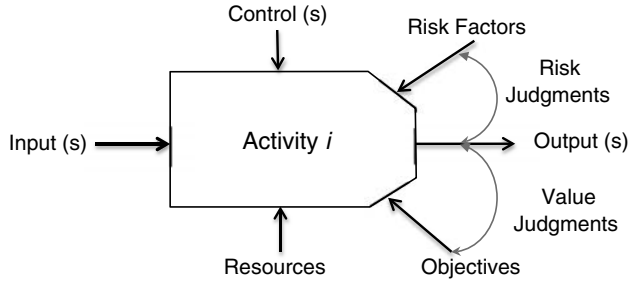 Control (s)
Risk Factors
Risk
Judgments
Input (s)
Activity i
Output (s)
Value
Judgments
Resources
Objectives